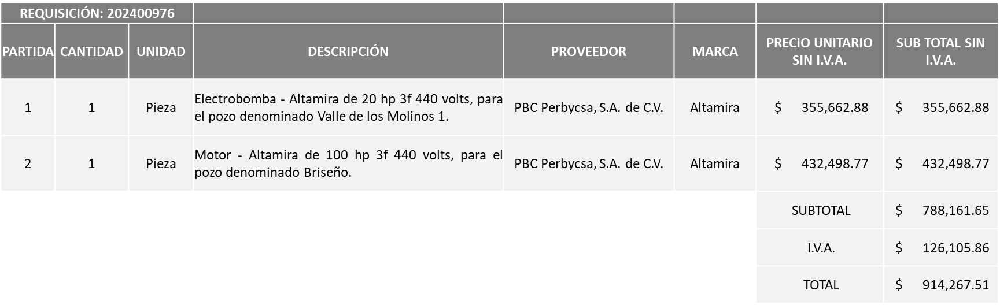 REQUISICIÓN: 202400976
PARTIDA CANTIDAD UNIDAD DESCRIPCIÓN PROVEEDOR MARCA PRECIO UNITARIO SIN I.V.A. SUB TOTAL SIN I.V.A.
1 1 Pieza Electrobomba - Altamira de 20 hp 3f 440 volts, para el pozo denominado Valle de los Molinos 1. PBC Perbycsa, S.A. de C.V. Altamira $ 355,662.88 $ 355,662.88
2 1 Pieza Motor - Altamira de 100 hp 3f 440 volts, para el pozo denominado Briseño. PBC Perbycsa, S.A. de C.V. Altamira $ 432,498.77 $ 432,498.77
SUBTOTAL $ 788,161.65
I.V.A. $ 126,105.86
TOTAL $ 914,267.51